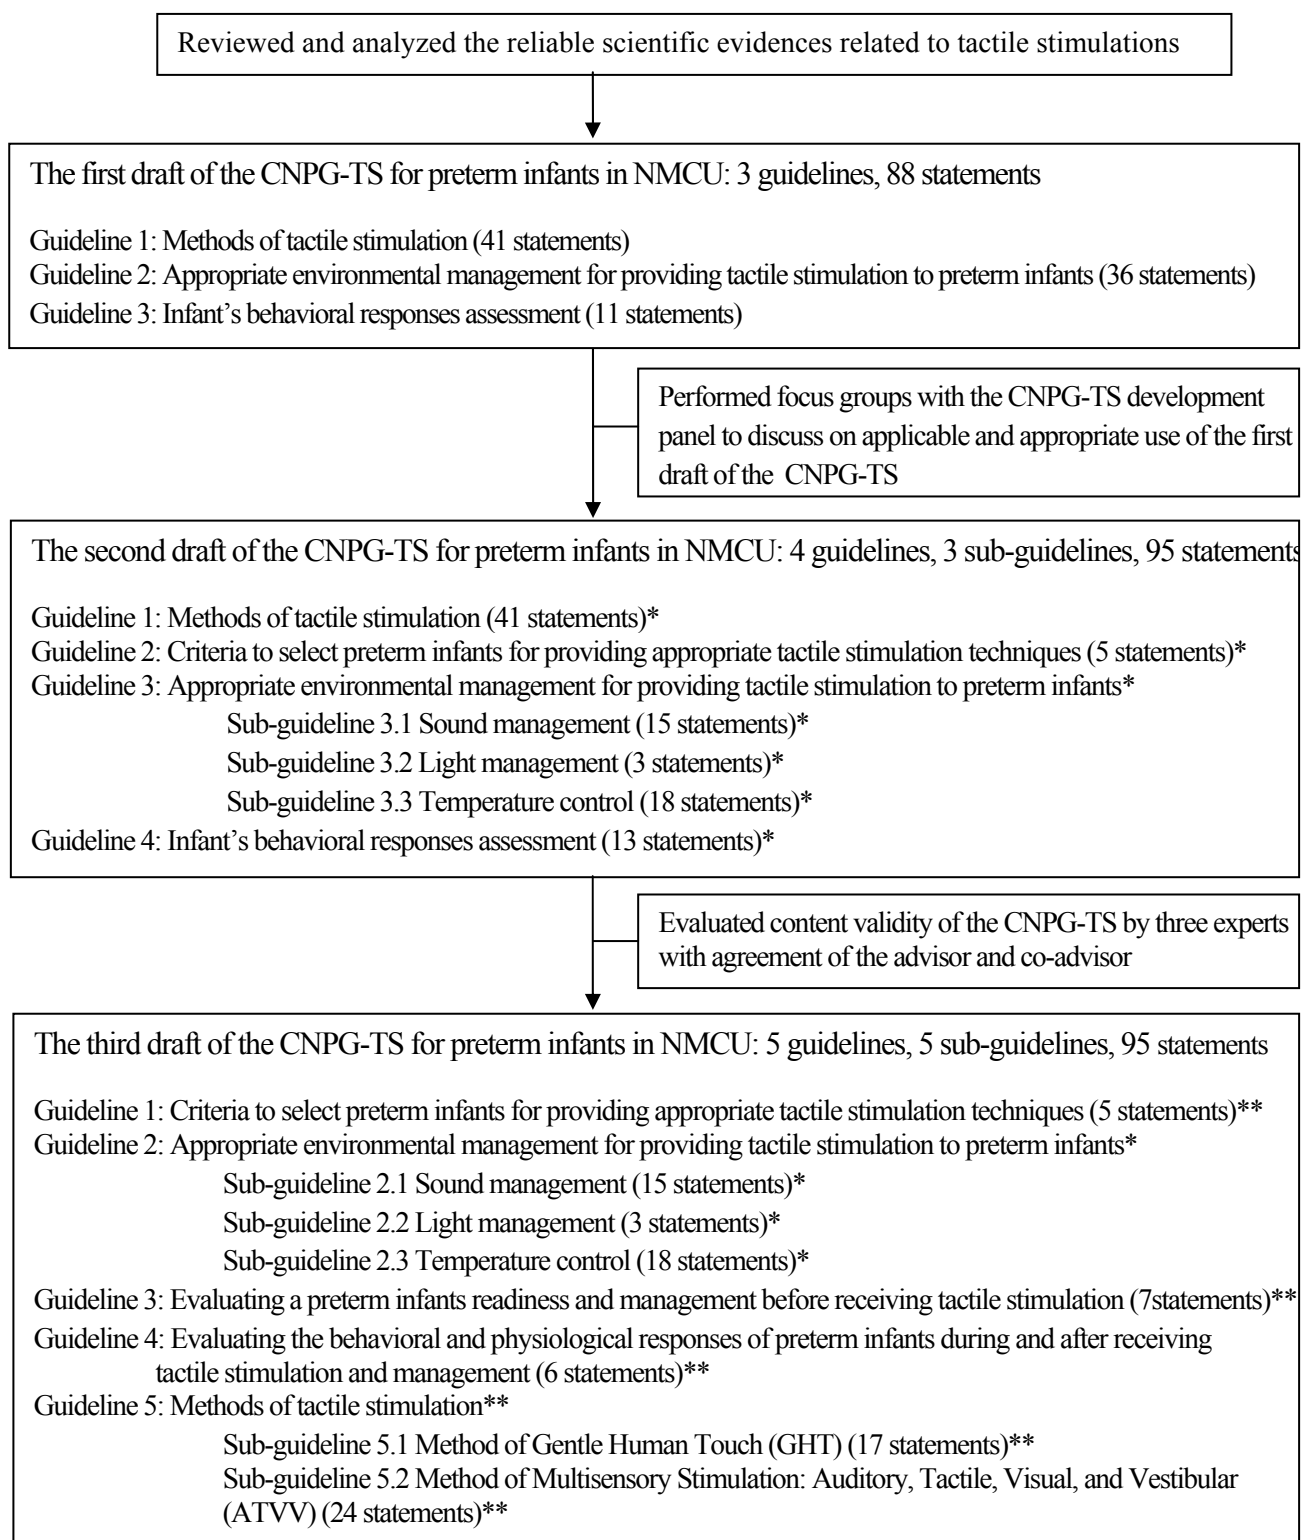 Reviewed and analyzed the reliable scientific evidences related to tactile stimulations
The first draft of the CNPG-TS for preterm infants in NMCU: 3 guidelines, 88 statements
Guideline 1: Methods of tactile stimulation (41 statements)
Guideline 2: Appropriate environmental management for providing tactile stimulation to preterm infants (36 statements)
Guideline 3: Infant's behavioral responses assessment (11 statements)
Performed focus groups with the CNPG-TS development
panel to discuss on applicable and appropriate use of the first
draft of the CNPG-TS
The second draft of the CNPG-TS for preterm infants in NMCU: 4 guidelines, 3 sub-guidelines, 95 statements
Guideline 1: Methods of tactile stimulation (41 statements)*
Guideline 2: Criteria to select preterm infants for providing appropriate tactile stimulation techniques (5 statements)*
Guideline 3: Appropriate environmental management for providing tactile stimulation to preterm infants*
Sub-guideline 3.1 Sound management (15 statements)*
Sub-guideline 3.2 Light management (3 statements)*
Sub-guideline 3.3 Temperature control (18 statements)*
Guideline 4: Infant's behavioral responses assessment (13 statements)*
Evaluated content validity of the CNPG-TS by three experts
with agreement of the advisor and co-advisor
The third draft of the CNPG-TS for preterm infants in NMCU: 5 guidelines, 5 sub-guidelines, 95 statements
Guideline 1: Criteria to select preterm infants for providing appropriate tactile stimulation techniques (5 statements)**
Guideline 2: Appropriate environmental management for providing tactile stimulation to preterm infants*
Sub-guideline 2.1 Sound management (15 statements)*
Sub-guideline 2.2 Light management (3 statements)*
Sub-guideline 2.3 Temperature control (18 statements)*
Guideline 3: Evaluating a preterm infants readiness and management before receiving tactile stimulation (7statements)**
Guideline 4: Evaluating the behavioral and physiological responses of preterm infants during and after receiving
tactile stimulation and management (6 statements)**
Guideline 5: Methods of tactile stimulation**
Sub-guideline 5.1 Method of Gentle Human Touch (GHT) (17 statements)**
Sub-guideline 5.2 Method of Multisensory Stimulation: Auditory, Tactile, Visual, and Vestibular
(ATVV) (24 statements)**